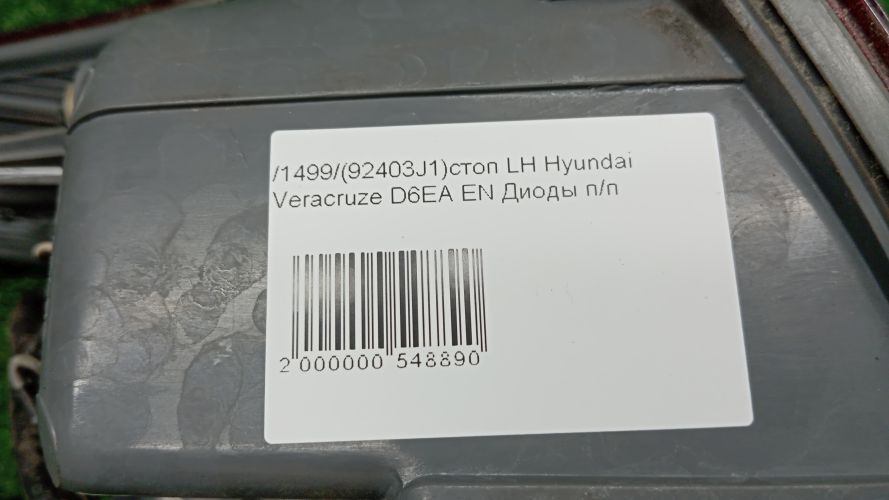 /1499/(92403J1)стоп LH Hyundai
Veracruze D6EA EN Диоды п/п
2 000000 548890